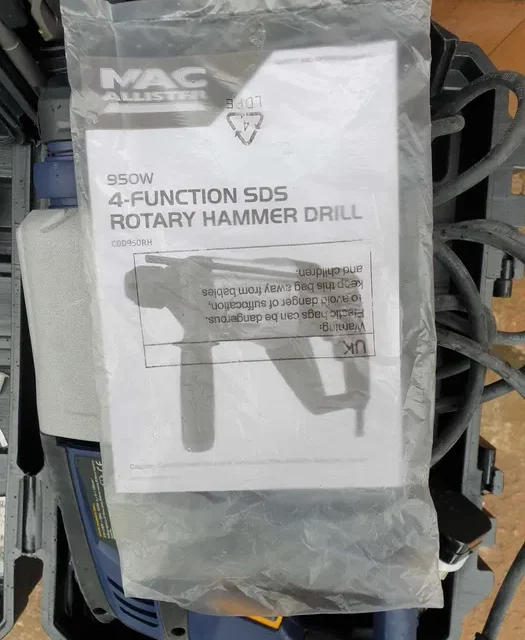 MAC
ALLISTER
LDPE
4
950W
4-FUNCTION SDS
ROTARY HAMMER DRILL
COD950RH
UK
Warning:
Plastic bags can be dangerous.
to avoid danger of suffocation,
keep this bag away from babies
and children.